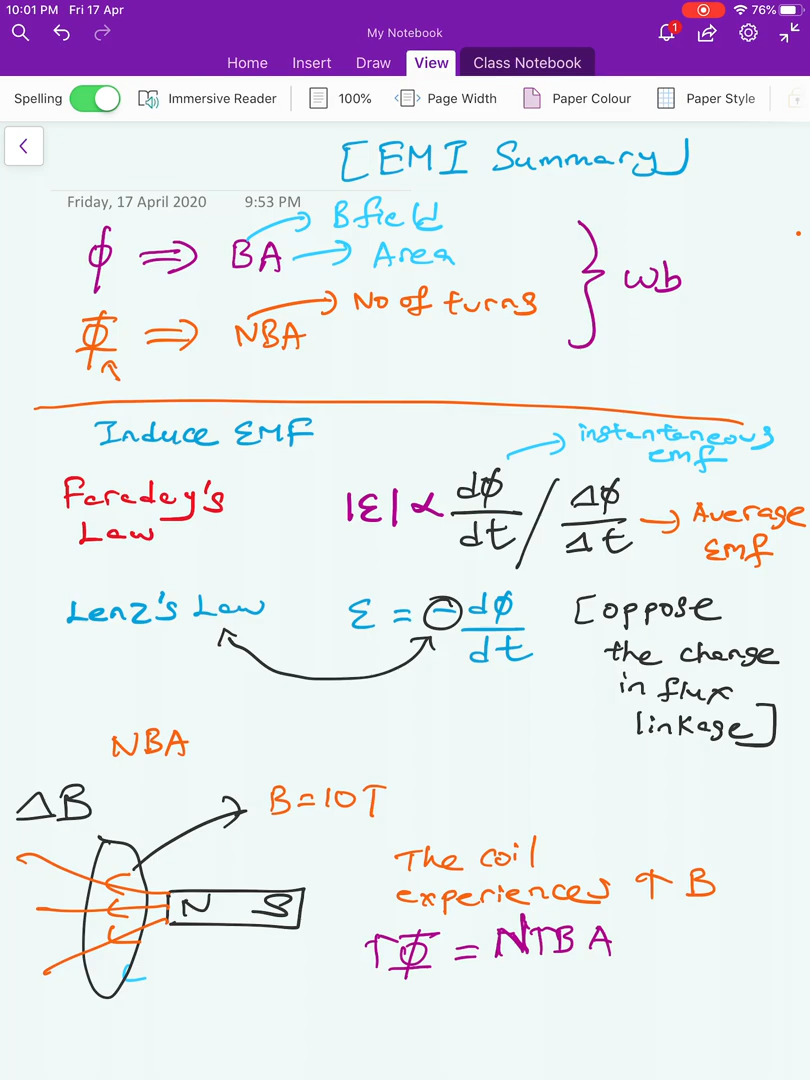 10:01 PM Fri 17 Apr
76%
My Notebook
1
Home Insert Draw View Class Notebook
Spelling Immersive Reader 100% Page Width Paper Colour Paper Style
[EMI Summary]
Friday, 17 April 2020 9:53 PM
B field
ϕ ⇒ BA → Area
} wb
No of turns
Φ ⇒ NBA
Induce EMF
instantaneous
emf
Faraday's
Law
|ε| ∝ dϕ/dt / Δϕ/Δt → Average
Emf
Lenz's Law ε = - dϕ/dt [oppose
the change
in flux
linkage]
NBA
ΔB
B = 10T
The coil
experiences ↑ B
N S
↑Φ = N↑BA